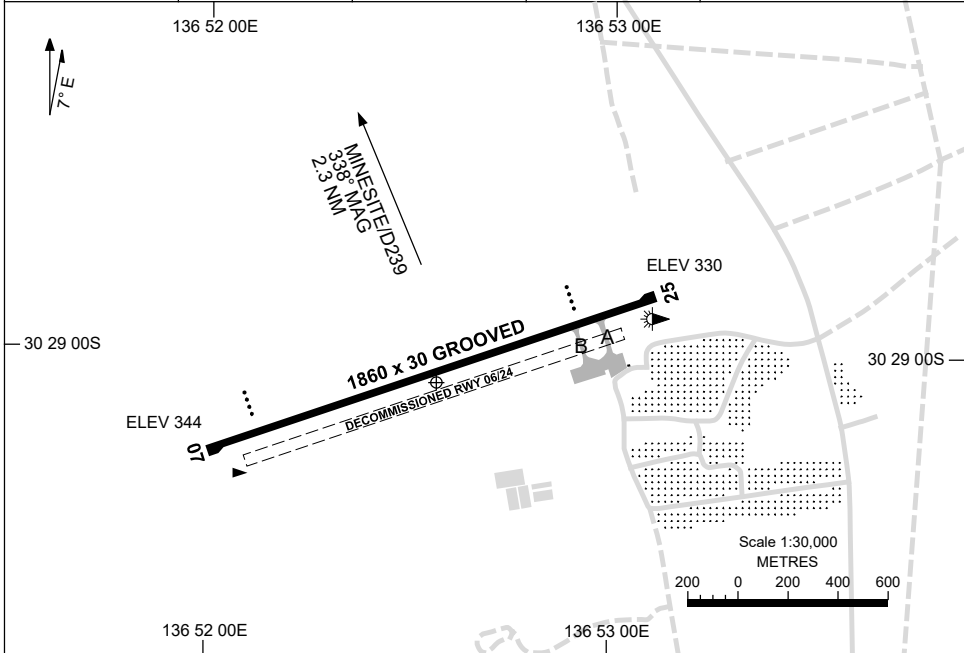 136 52 00E
136 53 00E
7° E
MINESITE/D239
338° MAG
2.3 NM
ELEV 330
25
30 29 00S
1860 x 30 GROOVED
B
A
30 29 00S
DECOMMISSIONED RWY 06/24
ELEV 344
07
Scale 1:30,000
METRES
200 0 200 400 600
136 52 00E
136 53 00E